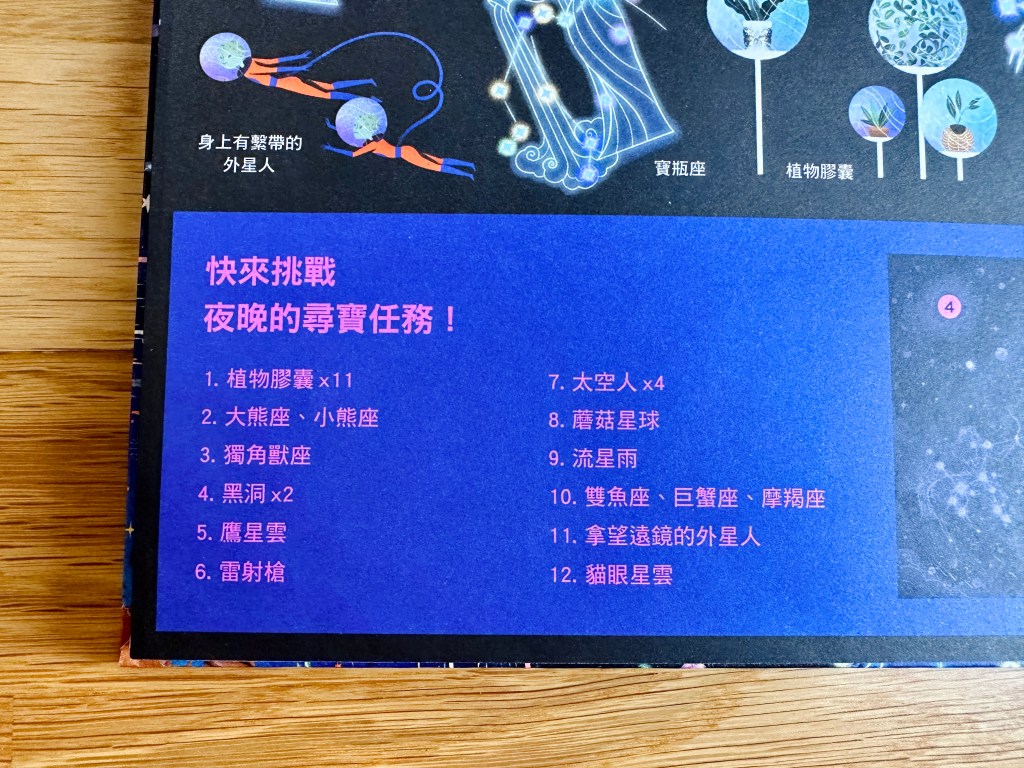 身上有繫帶的
外星人
寶瓶座
植物膠囊
快來挑戰
夜晚的尋寶任務！
1. 植物膠囊 x11
2. 大熊座、小熊座
3. 獨角獸座
4. 黑洞 x2
5. 鷹星雲
6. 雷射槍
7. 太空人 x4
8. 蘑菇星球
9. 流星雨
10. 雙魚座、巨蟹座、摩羯座
11. 拿望遠鏡的外星人
12. 貓眼星雲
4